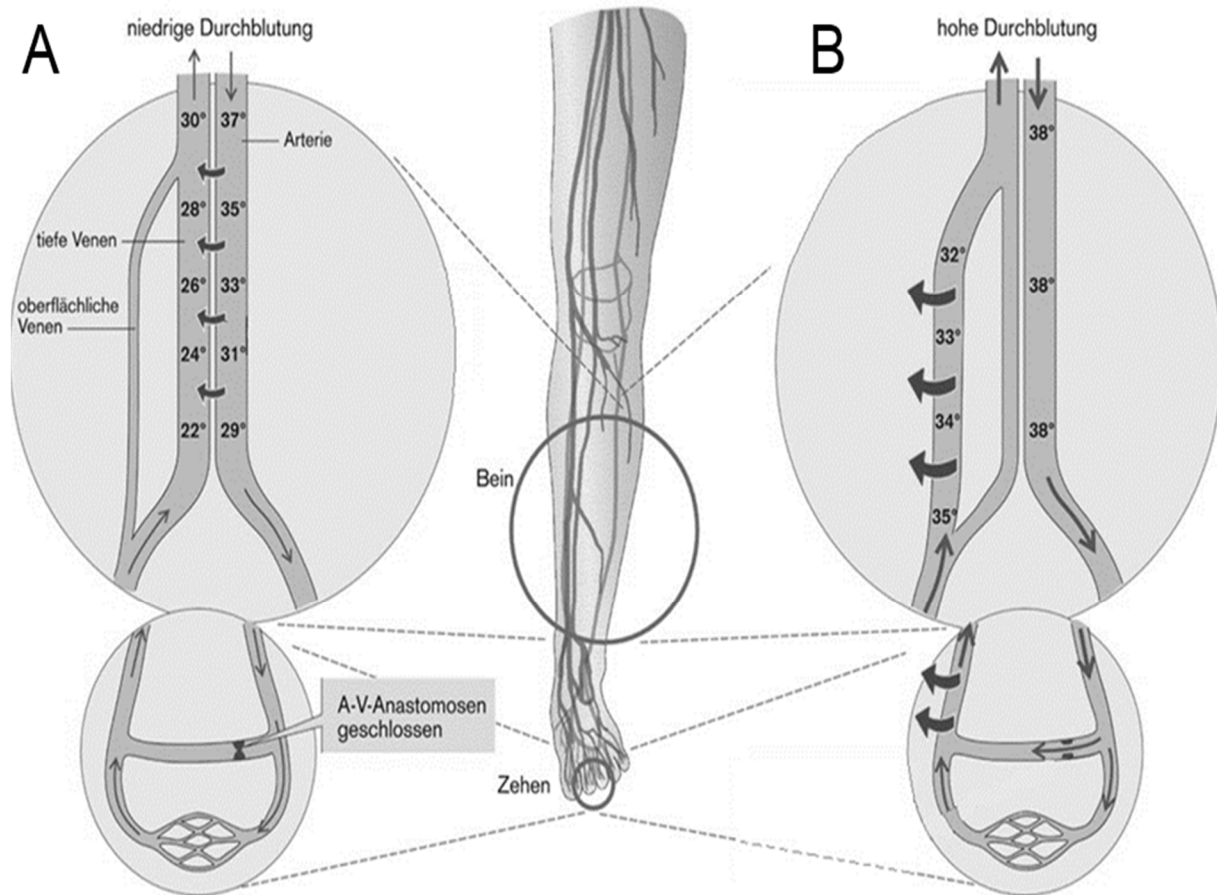 A
niedrige Durchblutung
30° 37°
Arterie
28° 35°
tiefe Venen
26° 33°
oberflächliche
Venen
24° 31°
22° 29°
A-V-Anastomosen
geschlossen
Bein
Zehen
B
hohe Durchblutung
38°
32°
38°
33°
34° 38°
35°